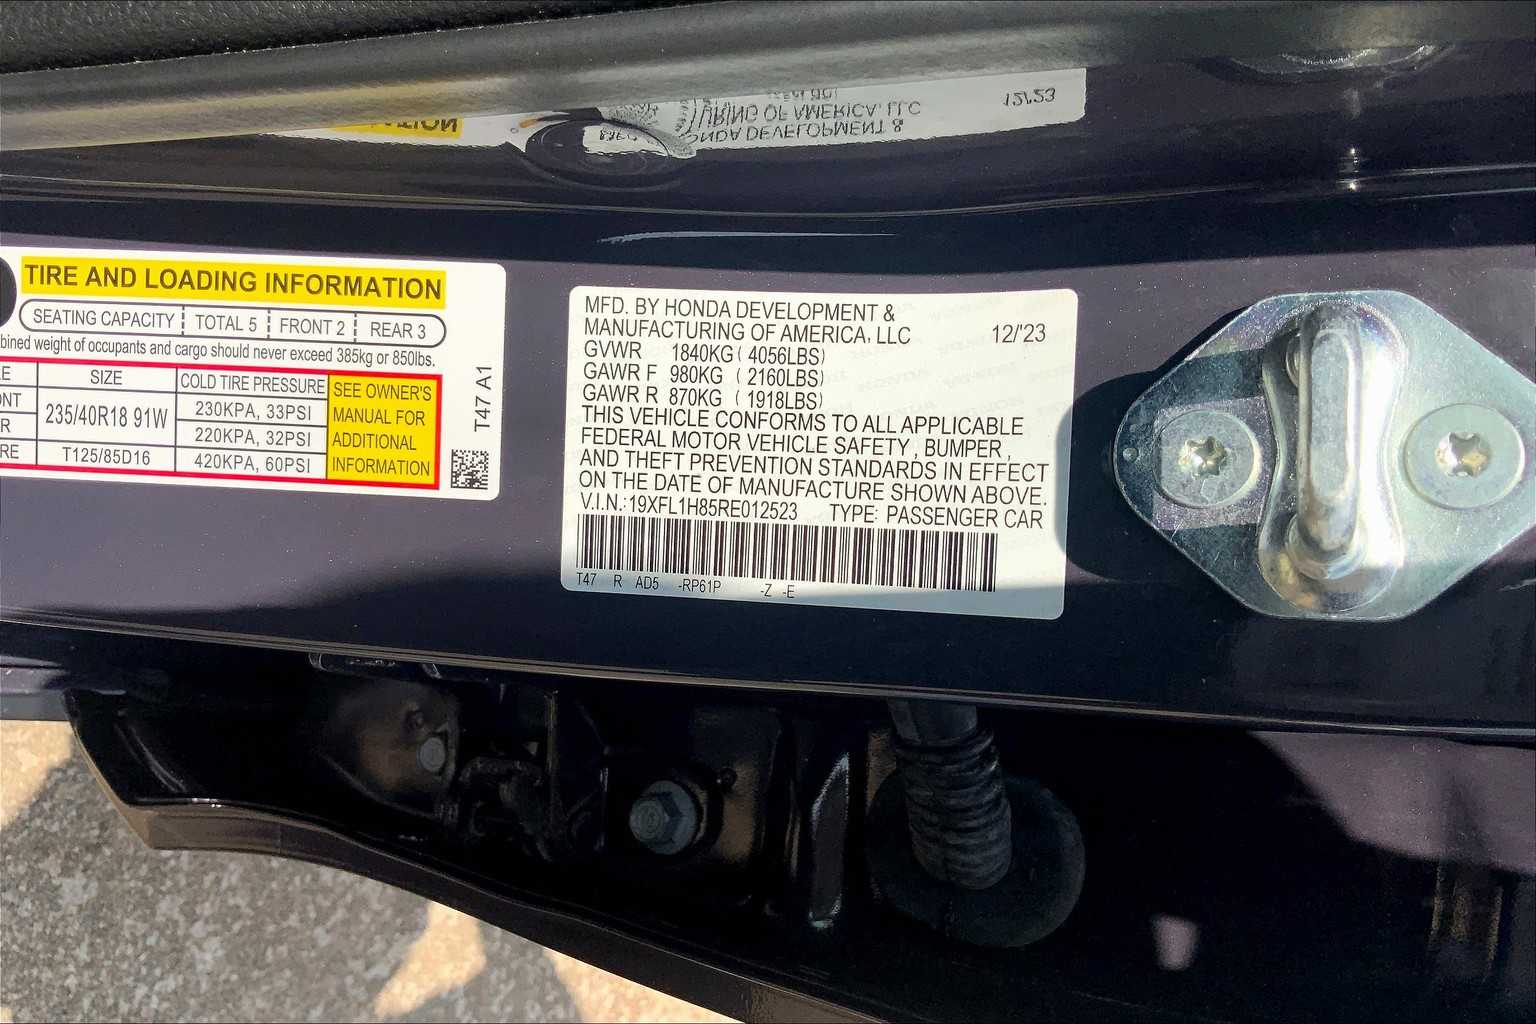 TIRE AND LOADING INFORMATION
SEATING CAPACITY TOTAL 5 FRONT 2 REAR 3
weight of occupants and cargo should never exceed 385kg or 850lbs.
SIZE COLD TIRE PRESSURE
235/40R18 91W
230KPA, 33PSI
220KPA, 32PSI
T125/85D16 420KPA, 60PSI
SEE OWNER'S
MANUAL FOR
ADDITIONAL
INFORMATION
T47 A1
MFD. BY HONDA DEVELOPMENT &
MANUFACTURING OF AMERICA, LLC 12/'23
GVWR 1840KG ( 4056LBS)
GAWR F 980KG ( 2160LBS)
GAWR R 870KG ( 1918LBS)
THIS VEHICLE CONFORMS TO ALL APPLICABLE
FEDERAL MOTOR VEHICLE SAFETY , BUMPER ,
AND THEFT PREVENTION STANDARDS IN EFFECT
ON THE DATE OF MANUFACTURE SHOWN ABOVE.
V.I.N.:19XFL1H85RE012523 TYPE: PASSENGER CAR
T47 R AD5 -RP61P -Z -E